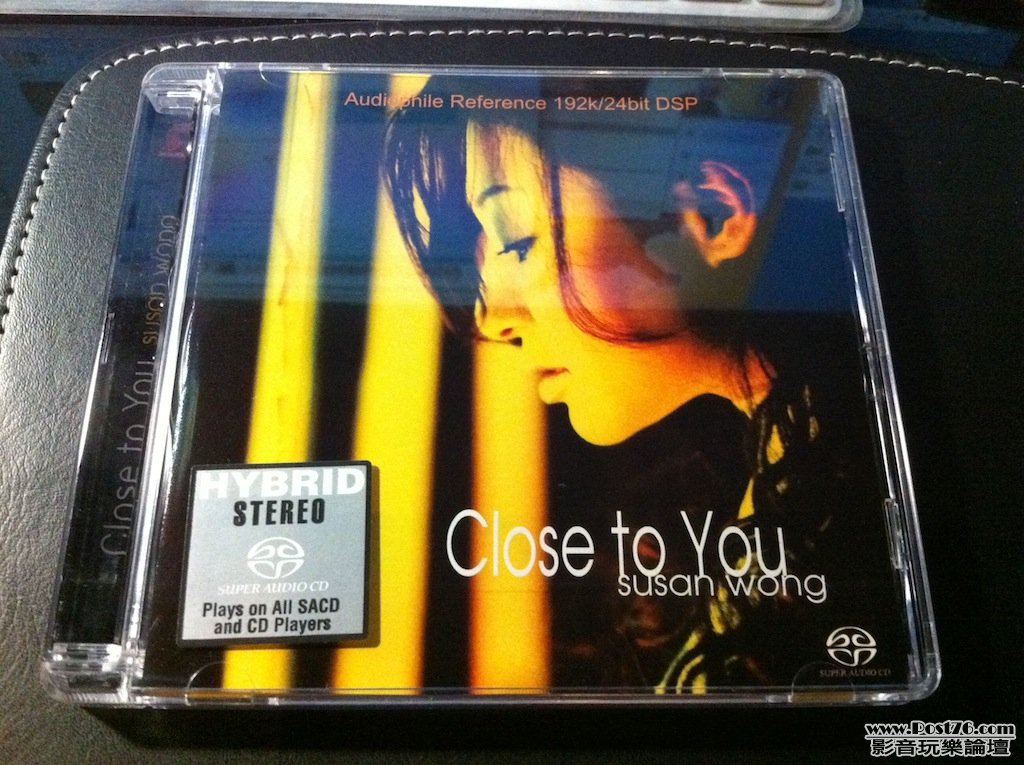 Audiophile Reference 192k/24bit DSP
Close to You susan wong
HYBRID
STEREO
SUPER AUDIO CD
Plays on All SACD
and CD Players
Close to You
susan wong
SUPER AUDIO CD
www.Post76.com
影音玩樂論壇